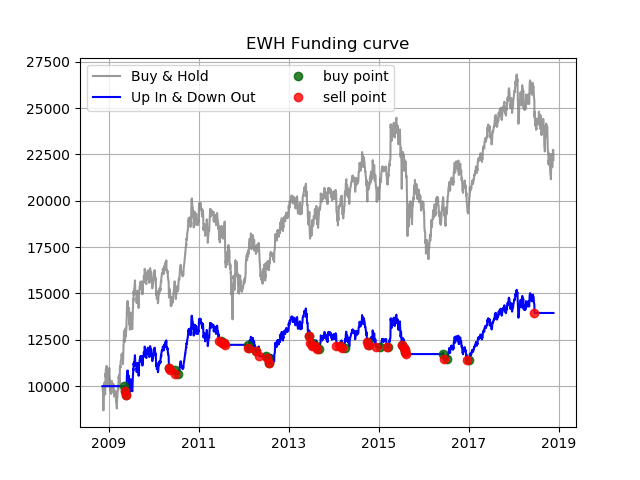 EWH Funding curve
Buy & Hold
Up In & Down Out
buy point
sell point
27500
25000
22500
20000
17500
15000
12500
10000
2009 2011 2013 2015 2017 2019